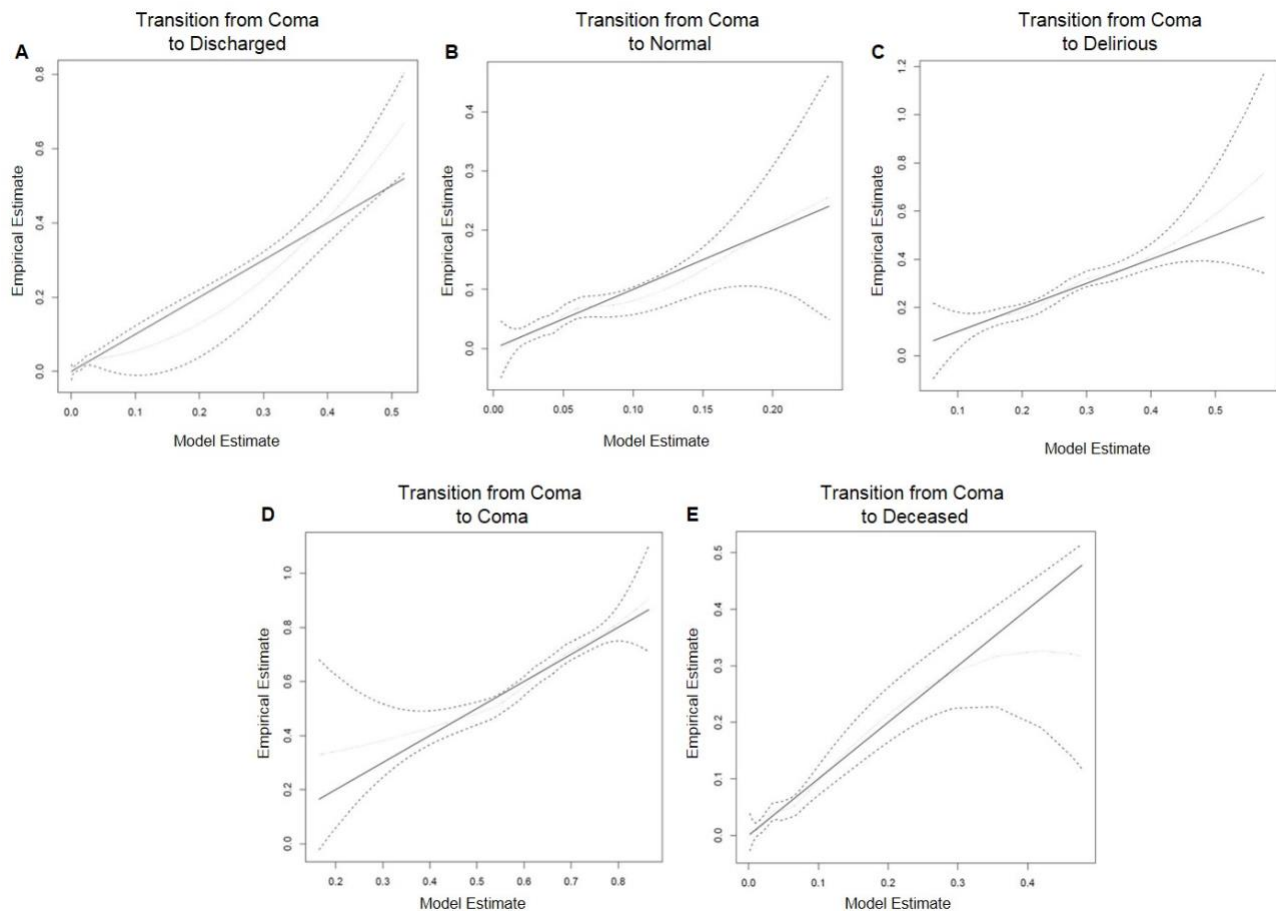 Transition from Coma
to Discharged
A
0.8
0.6
0.4
0.2
0.0
Empirical Estimate
0.0 0.1 0.2 0.3 0.4 0.5
Model Estimate
Transition from Coma
to Normal
B
0.4
0.3
0.2
0.1
0.0
Empirical Estimate
0.00 0.05 0.10 0.15 0.20
Model Estimate
Transition from Coma
to Delirious
C
1.2
1.0
0.8
0.6
0.4
0.2
0.0
Empirical Estimate
0.1 0.2 0.3 0.4 0.5
Model Estimate
Transition from Coma
to Coma
D
1.0
0.8
0.6
0.4
0.2
0.0
Empirical Estimate
0.2 0.3 0.4 0.5 0.6 0.7 0.8
Model Estimate
Transition from Coma
to Deceased
E
0.5
0.4
0.3
0.2
0.1
0.0
Empirical Estimate
0.0 0.1 0.2 0.3 0.4
Model Estimate